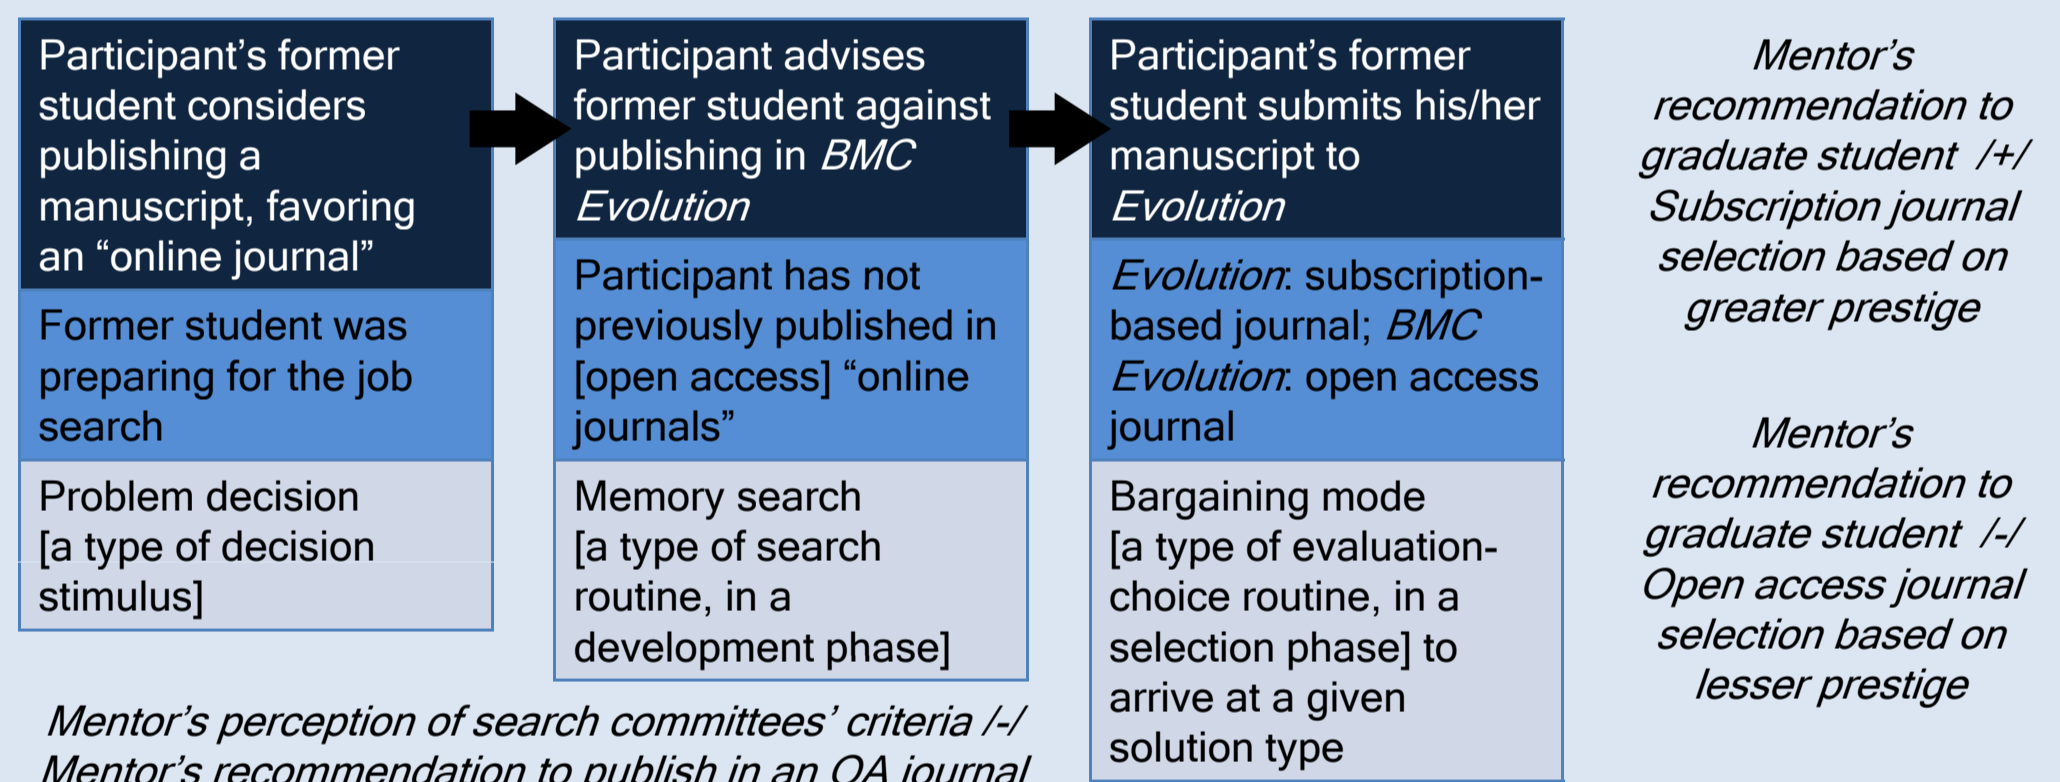 Participant’s former
student considers
publishing a
manuscript, favoring
an “online journal”
Former student was
preparing for the job
search
Problem decision
[a type of decision
stimulus]
Participant advises
former student against
publishing in BMC
Evolution
Participant has not
previously published in
[open access] “online
journals”
Memory search
[a type of search
routine, in a
development phase]
Participant’s former
student submits his/her
manuscript to
Evolution
Evolution: subscription-
based journal; BMC
Evolution: open access
journal
Bargaining mode
[a type of evaluation-
choice routine, in a
selection phase] to
arrive at a given
solution type
Mentor’s
recommendation to
graduate student /+/
Subscription journal
selection based on
greater prestige
Mentor’s
recommendation to
graduate student /-/
Open access journal
selection based on
lesser prestige
Mentor’s perception of search committees’ criteria /-/
Mentor’s recommendation to publish in an OA journal